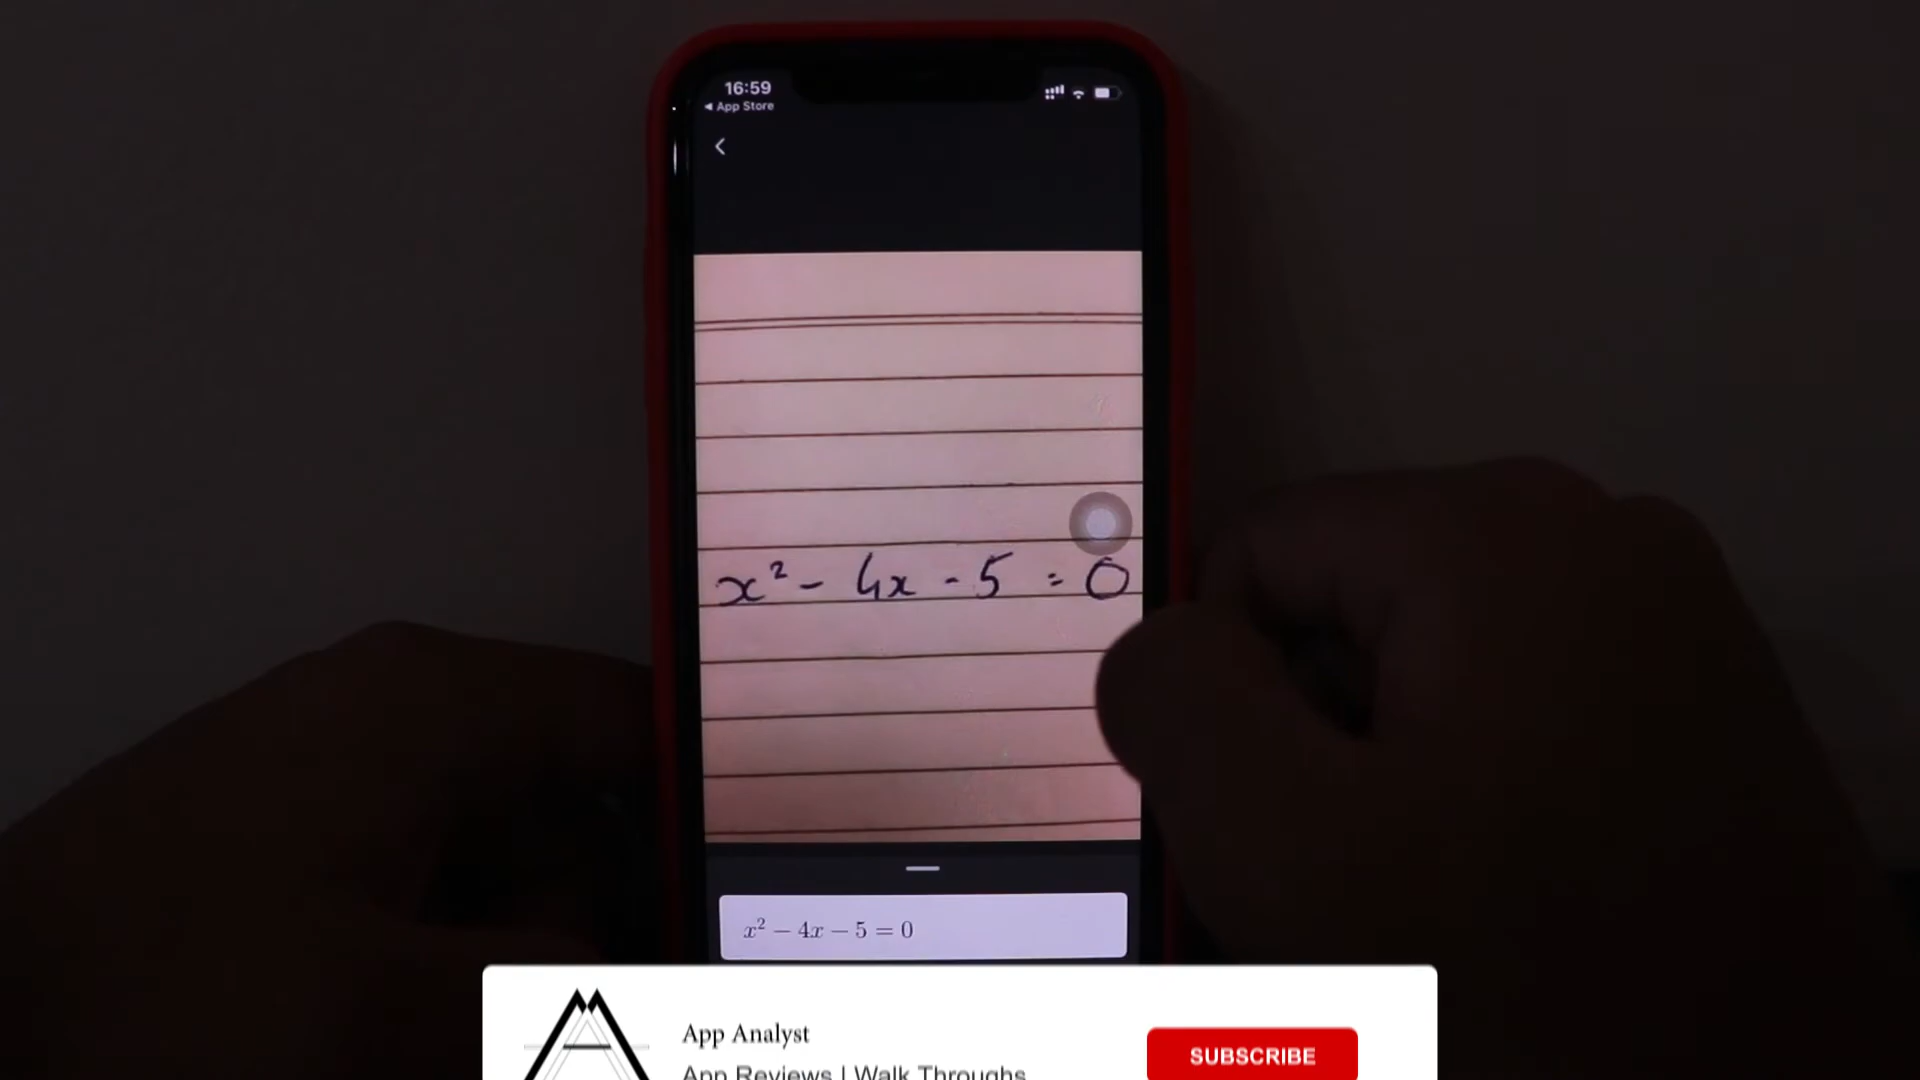 16:59
◀ App Store
x² - 4x - 5 = 0
x² − 4x − 5 = 0
App Analyst
SUBSCRIBE
App Reviews | Walk Throughs